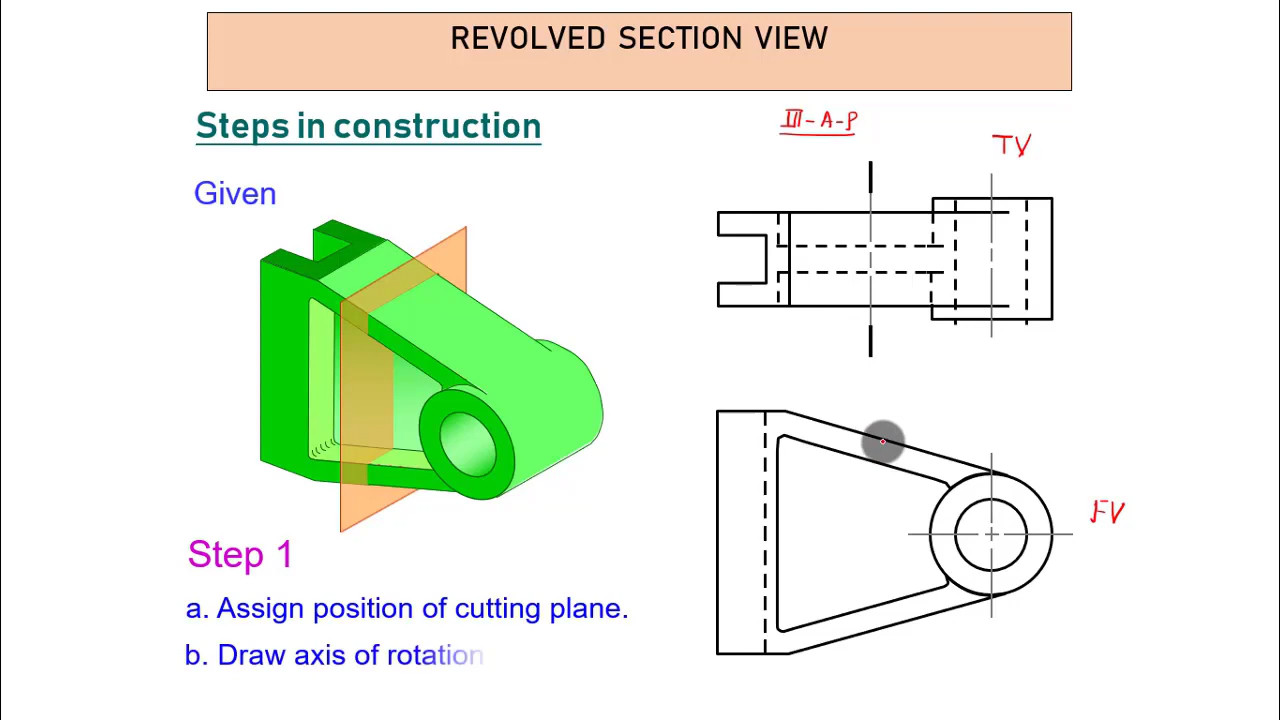 REVOLVED SECTION VIEW
Steps in construction
III-A-P
TV
Given
FV
Step 1
a. Assign position of cutting plane.
b. Draw axis of rotation